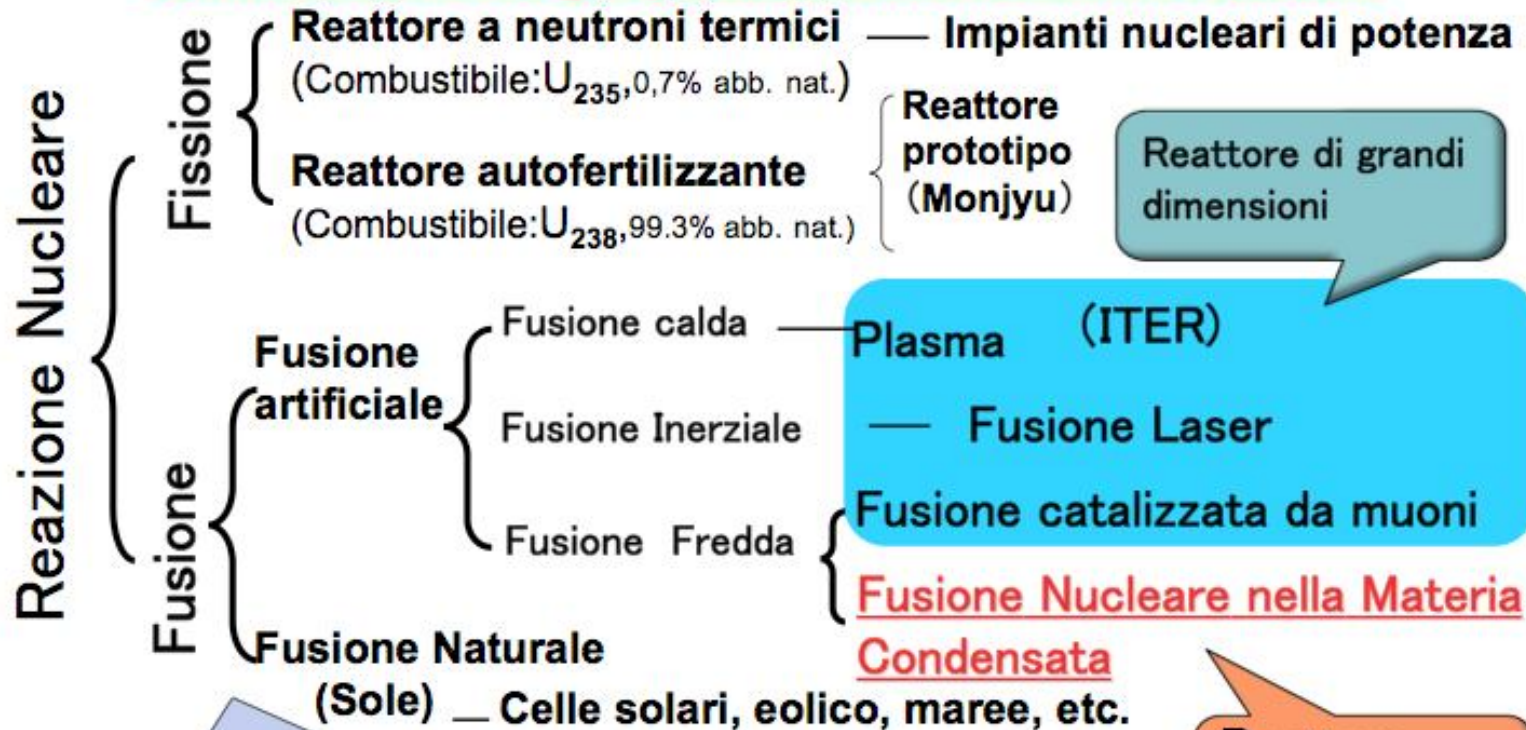 Reazione Nucleare
Fissione
Reattore a neutroni termici — Impianti nucleari di potenza
(Combustibile:U235,0,7% abb. nat.)
Reattore autofertilizzante
(Combustibile:U238,99.3% abb. nat.)
Reattore
prototipo
(Monjyu)
Reattore di grandi
dimensioni
Fusione
Fusione
artificiale
Fusione calda — Plasma (ITER)
Fusione Inerziale — Fusione Laser
Fusione Fredda
Fusione catalizzata da muoni
Fusione Nucleare nella Materia
Condensata
Fusione Naturale
(Sole) — Celle solari, eolico, maree, etc.